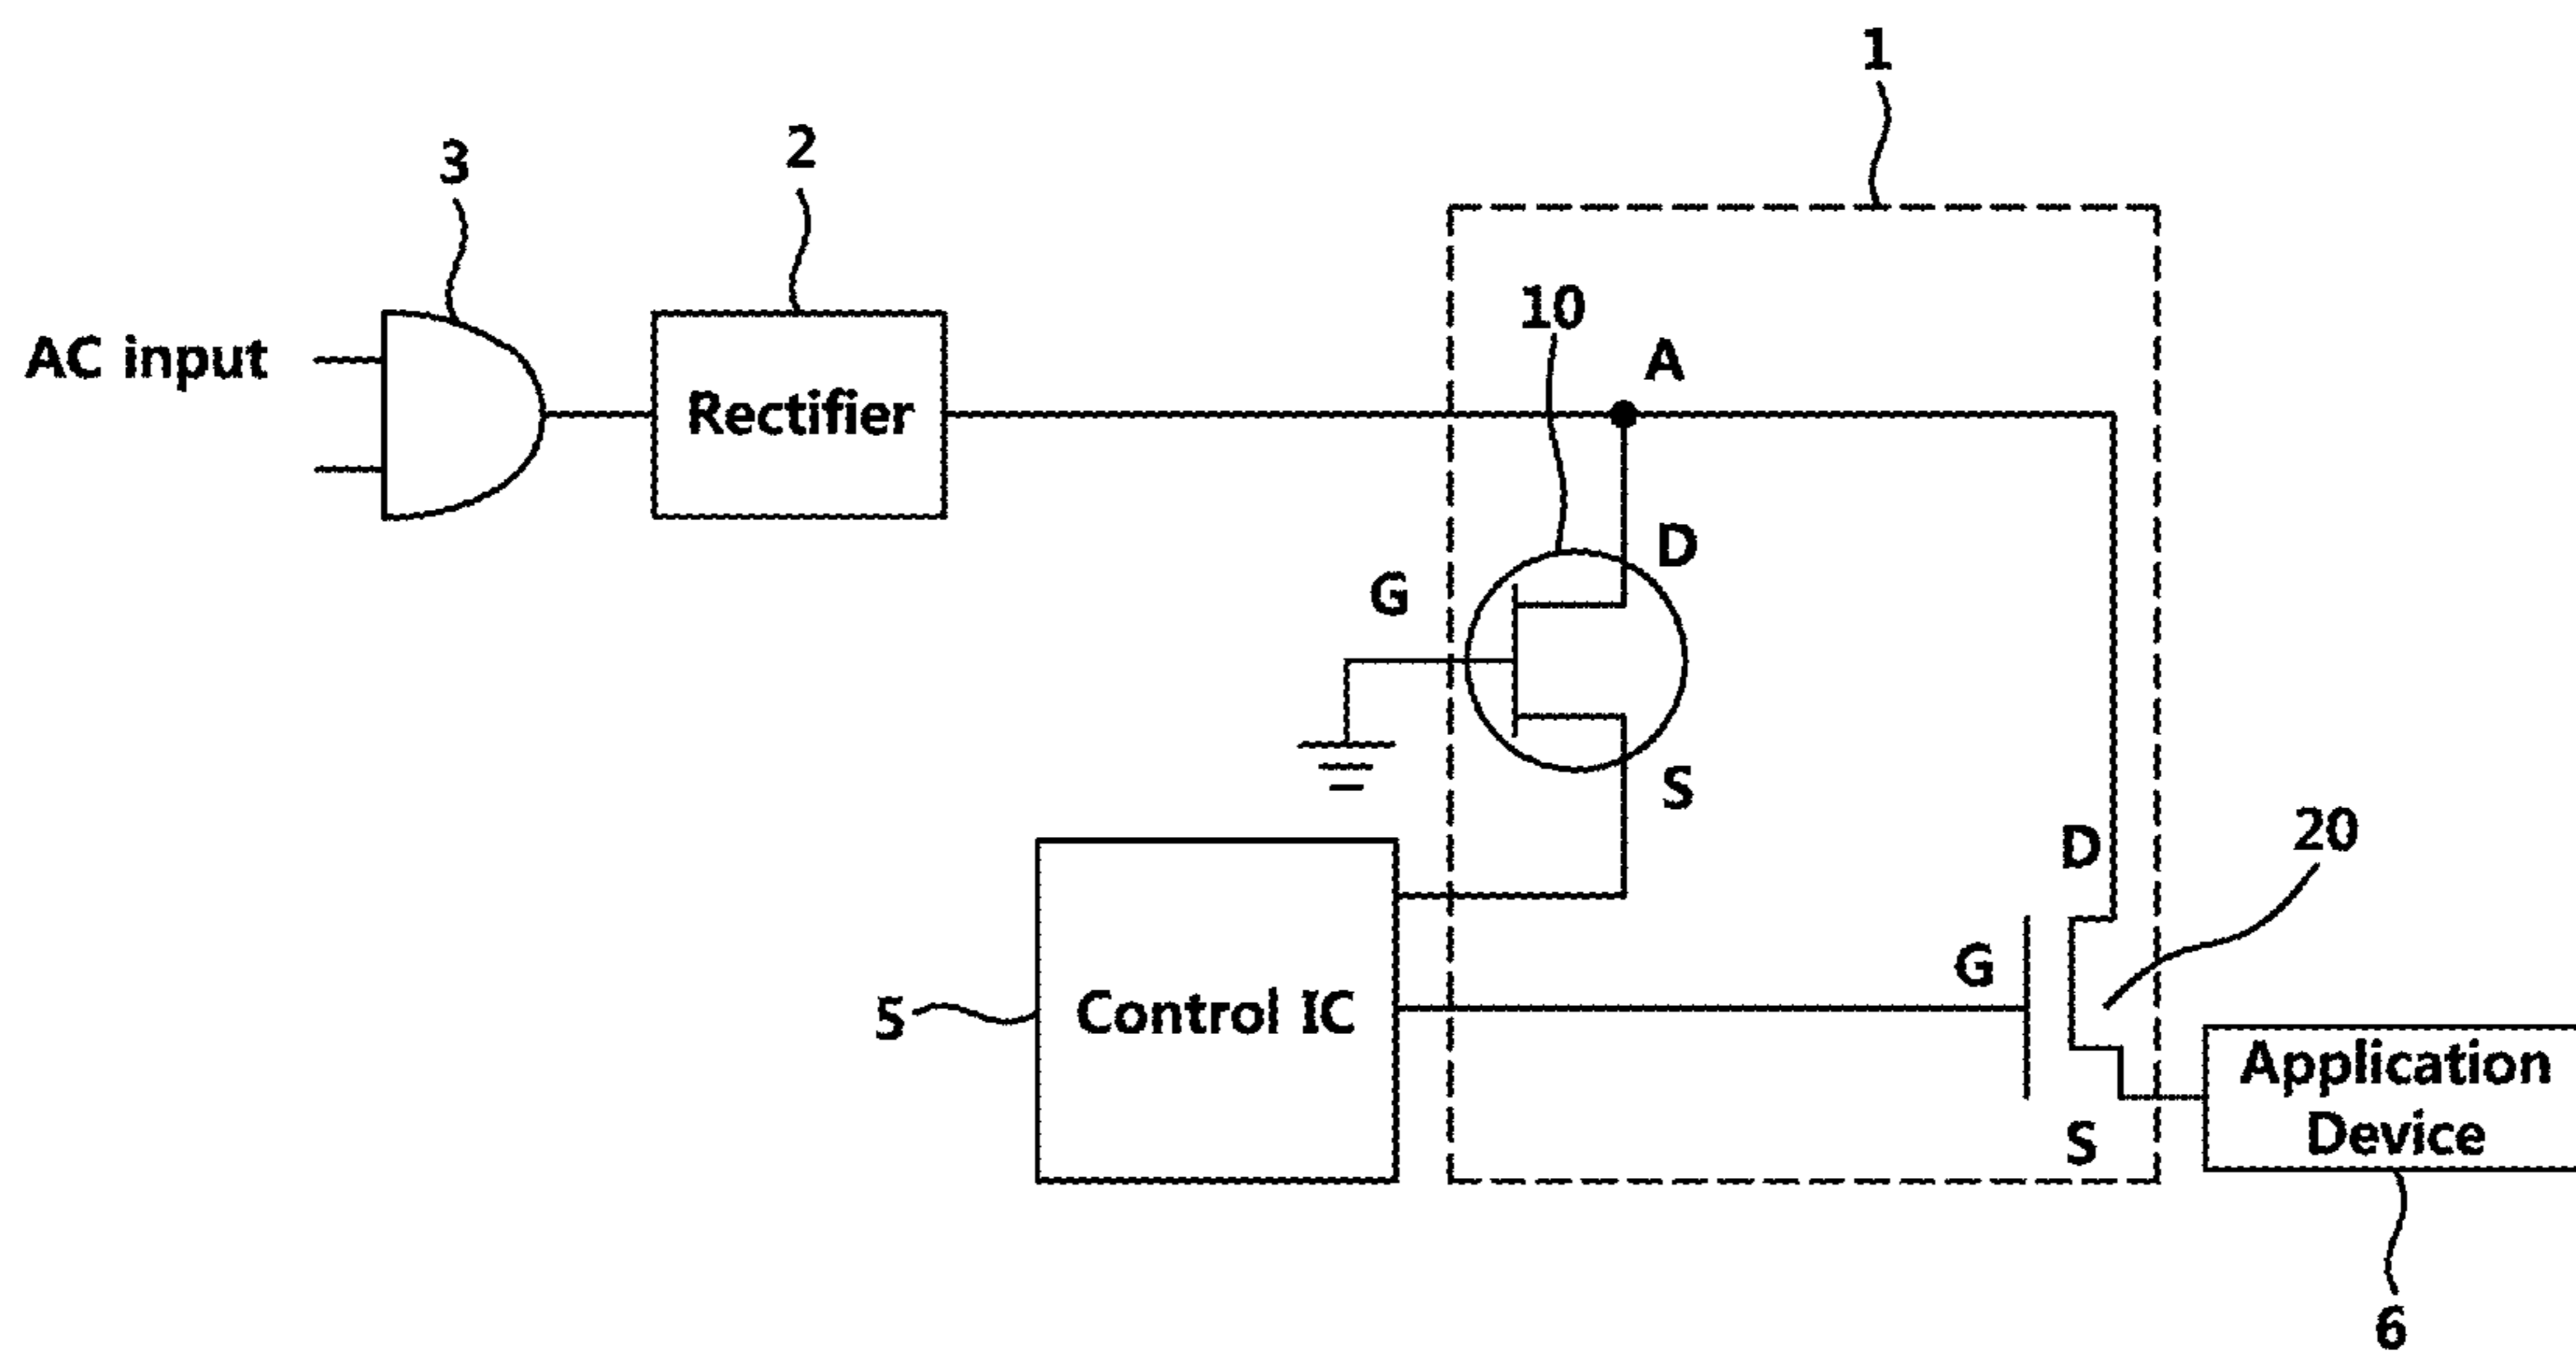 1
3
2
10
A
AC input
Rectifier
D
G
S
20
D
G
5
Control IC
Application
Device
S
6